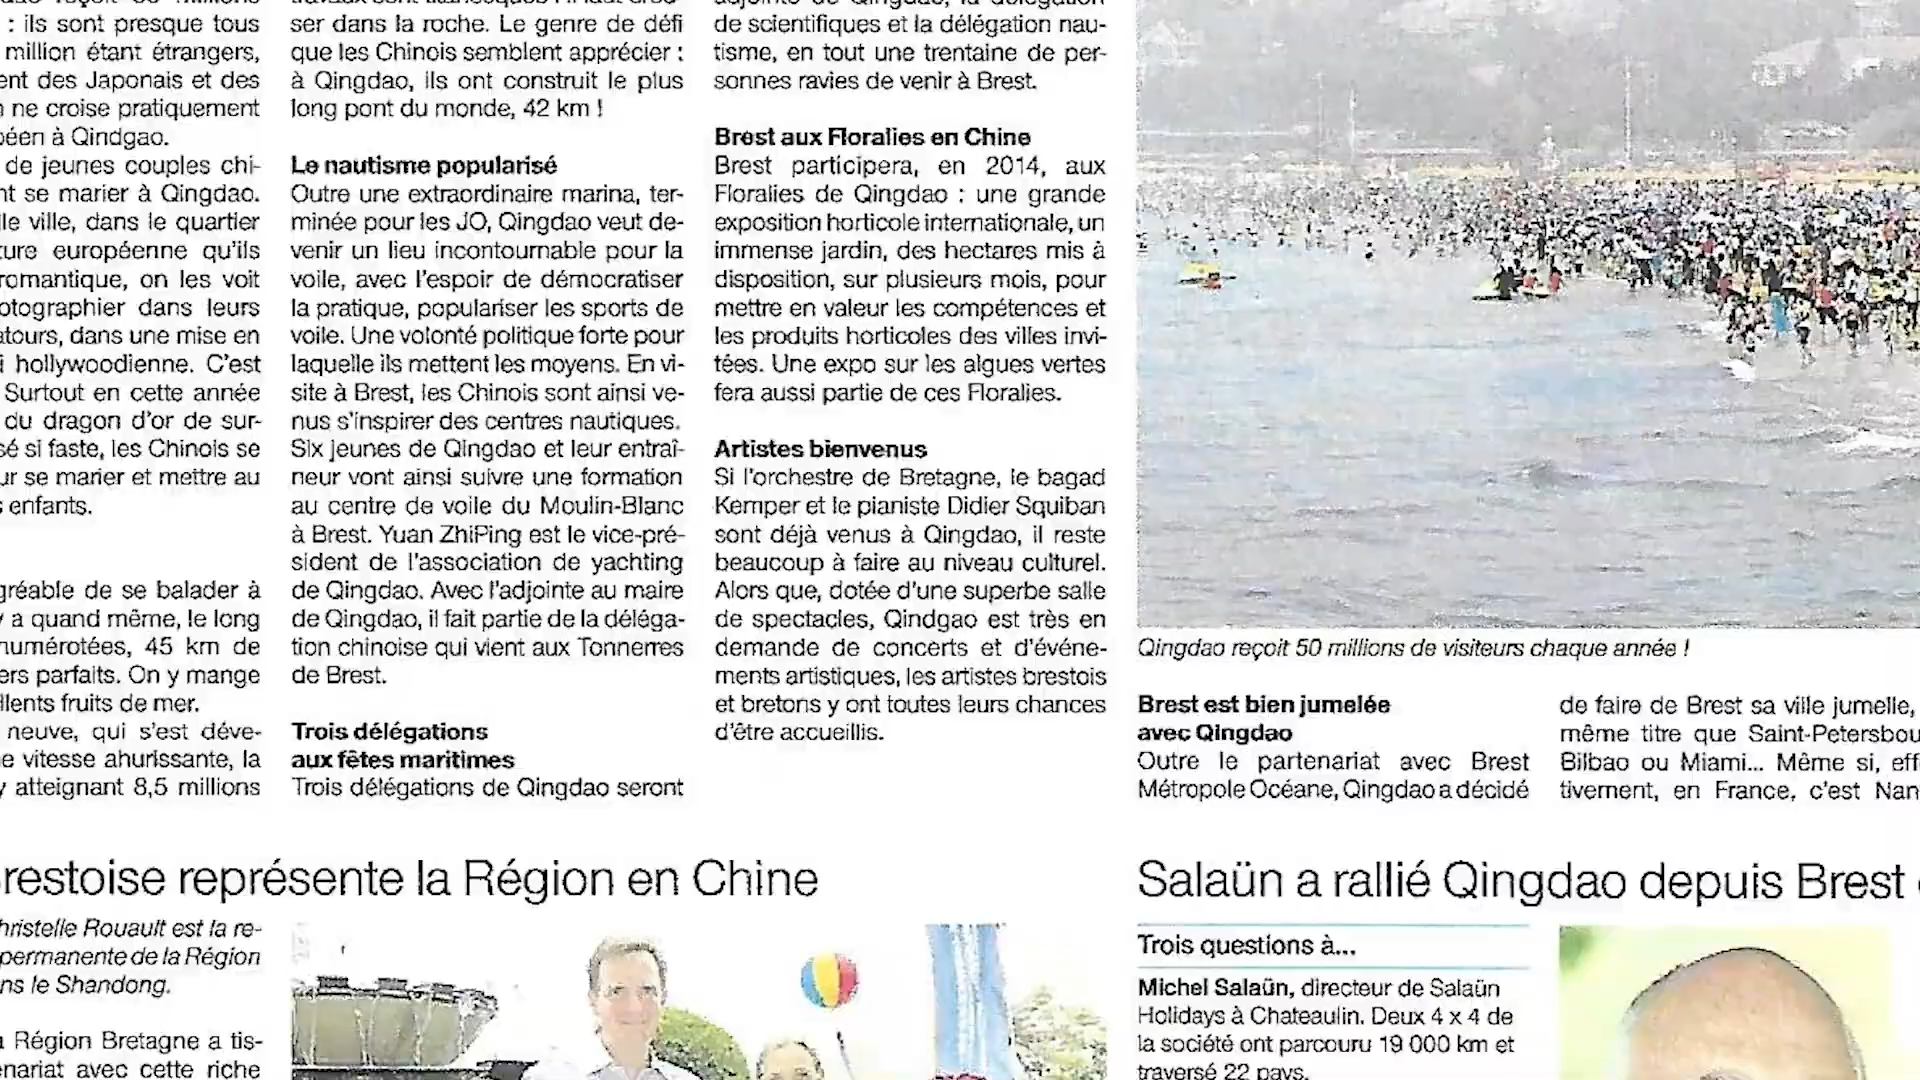 : ils sont presque tous
million étant étrangers,
des Japonais et des
ne croise pratiquement
à Qindgao.
de jeunes couples chi-
se marier à Qingdao.
ville, dans le quartier
européenne qu'ils
romantique, on les voit
dans leurs
dans une mise en
hollywoodienne. C'est
Surtout en cette année
du dragon d'or de sur-
si faste, les Chinois se
se marier et mettre au
enfants.
de se balader à
a quand même, le long
numérotées, 45 km de
parfaits. On y mange
fruits de mer.
neuve, qui s'est déve-
vitesse ahurissante, la
atteignant 8,5 millions
ser dans la roche. Le genre de défi
que les Chinois semblent apprécier :
à Qingdao, ils ont construit le plus
long pont du monde, 42 km !
Le nautisme popularisé
Outre une extraordinaire marina, ter-
minée pour les JO, Qingdao veut de-
venir un lieu incontournable pour la
voile, avec l'espoir de démocratiser
la pratique, populariser les sports de
voile. Une volonté politique forte pour
laquelle ils mettent les moyens. En vi-
site à Brest, les Chinois sont ainsi ve-
nus s'inspirer des centres nautiques.
Six jeunes de Qingdao et leur entraî-
neur vont ainsi suivre une formation
au centre de voile du Moulin-Blanc
à Brest. Yuan ZhiPing est le vice-pré-
sident de l'association de yachting
de Qingdao. Avec l'adjointe au maire
de Qingdao, il fait partie de la déléga-
tion chinoise qui vient aux Tonnerres
de Brest.
Trois délégations
aux fêtes maritimes
Trois délégations de Qingdao seront
adjointe de Qingdao, la délégation
de scientifiques et la délégation nau-
tisme, en tout une trentaine de per-
sonnes ravies de venir à Brest.
Brest aux Floralies en Chine
Brest participera, en 2014, aux
Floralies de Qingdao : une grande
exposition horticole internationale, un
immense jardin, des hectares mis à
disposition, sur plusieurs mois, pour
mettre en valeur les compétences et
les produits horticoles des villes invi-
tées. Une expo sur les algues vertes
fera aussi partie de ces Floralies.
Artistes bienvenus
Si l'orchestre de Bretagne, le bagad
Kemper et le pianiste Didier Squiban
sont déjà venus à Qingdao, il reste
beaucoup à faire au niveau culturel.
Alors que, dotée d'une superbe salle
de spectacles, Qindgao est très en
demande de concerts et d'événe-
ments artistiques, les artistes brestois
et bretons y ont toutes leurs chances
d'être accueillis.
Qingdao reçoit 50 millions de visiteurs chaque année !
Brest est bien jumelée
avec Qingdao
Outre le partenariat avec Brest
Métropole Océane, Qingdao a décidé
de faire de Brest sa ville jumelle,
même titre que Saint-Petersbou
Bilbao ou Miami... Même si, eff
tivement, en France, c'est Nan
restoise représente la Région en Chine
hristelle Rouault est la re-
permanente de la Région
le Shandong.
Région Bretagne a tis-
avec cette riche
Salaün a rallié Qingdao depuis Brest
Trois questions à...
Michel Salaün, directeur de Salaün
Holidays à Chateaulin. Deux 4 x 4 de
la société ont parcouru 19 000 km et
traversé 22 pays.